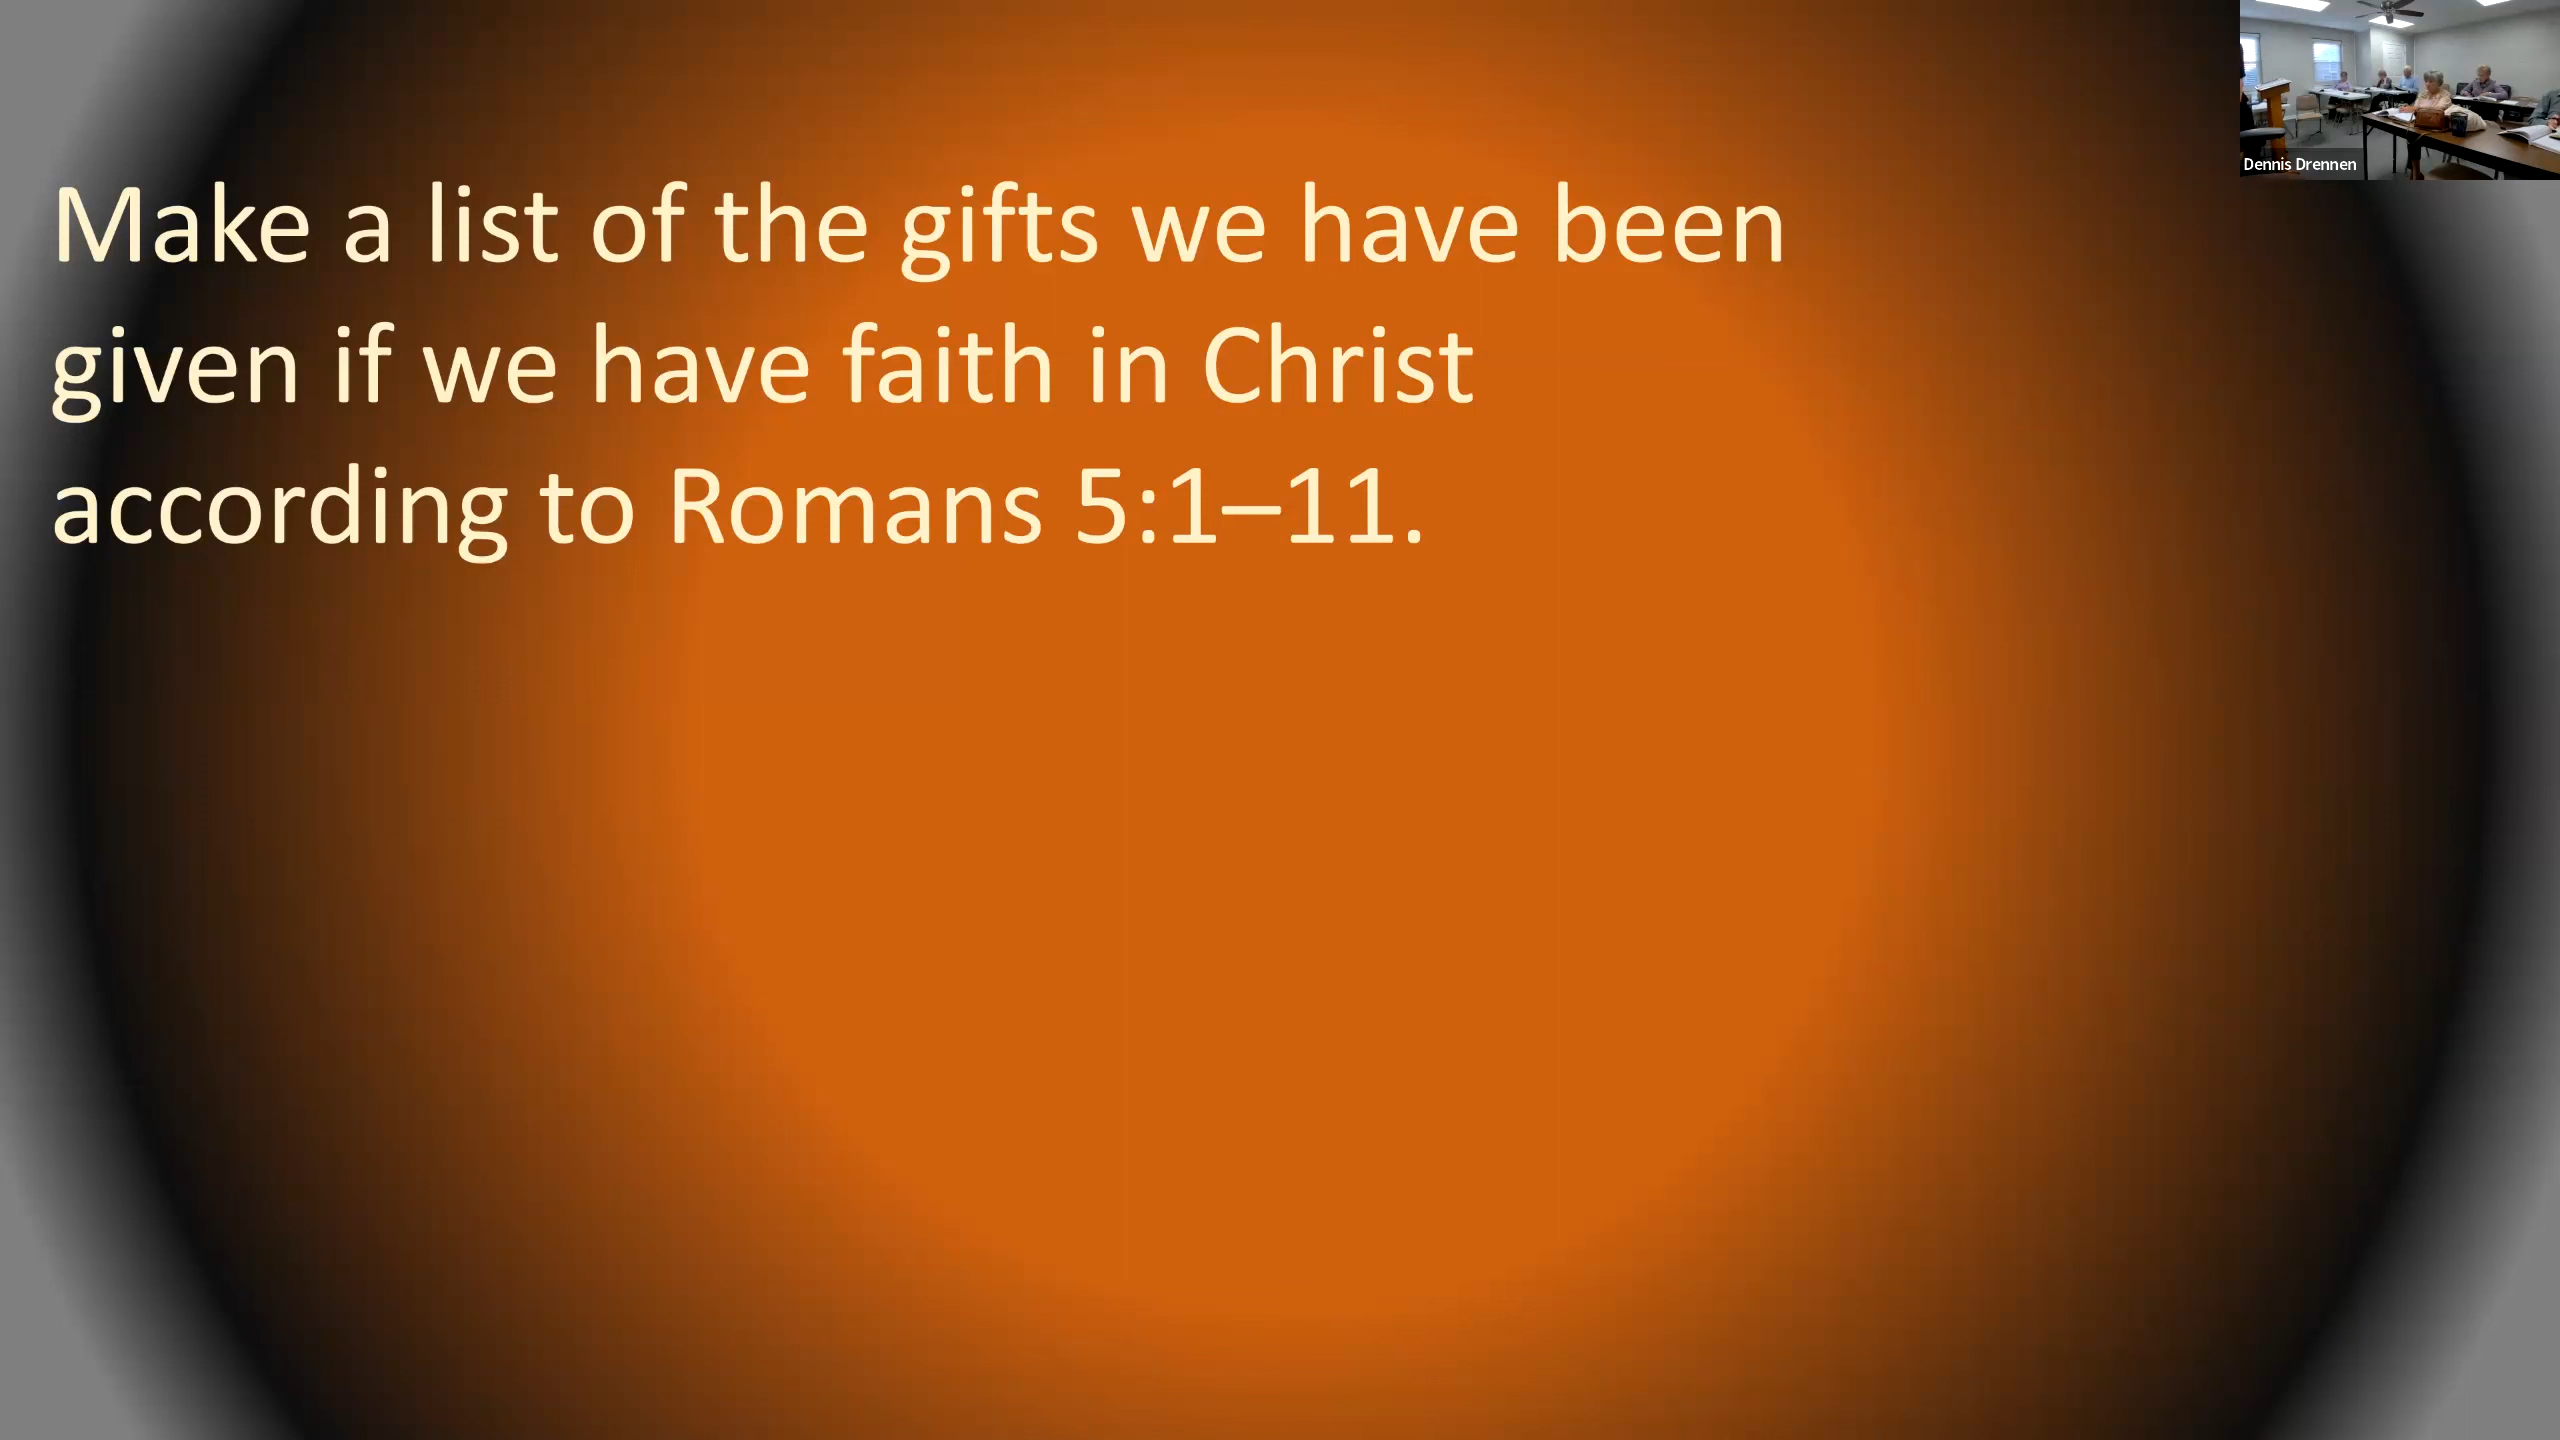 Make a list of the gifts we have been
given if we have faith in Christ
according to Romans 5:1–11.
Dennis Drennen